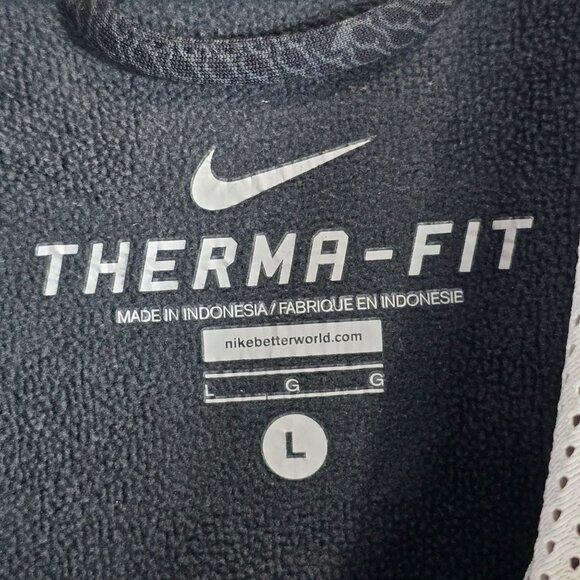 THERMA-FIT
MADE IN INDONESIA / FABRIQUE EN INDONESIE
nikebetterworld.com
L G G
L